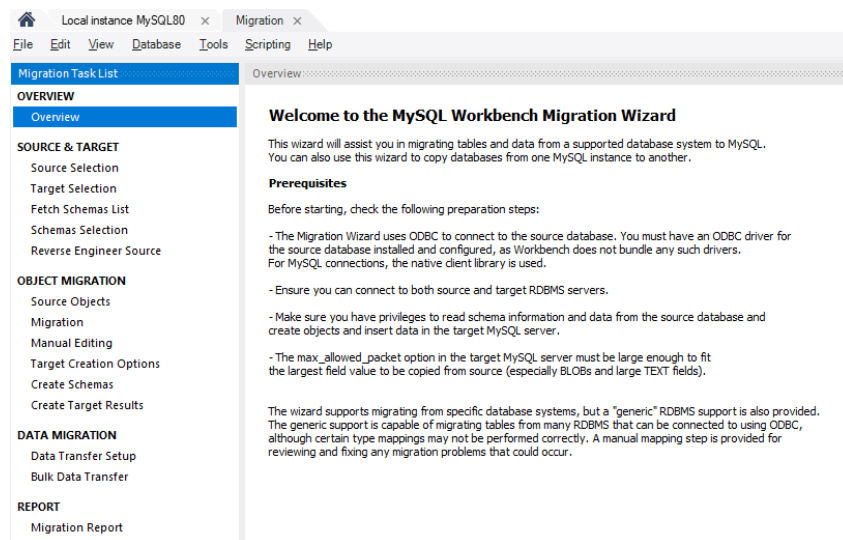 Local instance MySQL80 ×
Migration ×
File Edit View Database Tools Scripting Help
Migration Task List
OVERVIEW
Overview
SOURCE & TARGET
Source Selection
Target Selection
Fetch Schemas List
Schemas Selection
Reverse Engineer Source
OBJECT MIGRATION
Source Objects
Migration
Manual Editing
Target Creation Options
Create Schemas
Create Target Results
DATA MIGRATION
Data Transfer Setup
Bulk Data Transfer
REPORT
Migration Report
Overview
Welcome to the MySQL Workbench Migration Wizard
This wizard will assist you in migrating tables and data from a supported database system to MySQL.
You can also use this wizard to copy databases from one MySQL instance to another.
Prerequisites
Before starting, check the following preparation steps:
- The Migration Wizard uses ODBC to connect to the source database. You must have an ODBC driver for
the source database installed and configured, as Workbench does not bundle any such drivers.
For MySQL connections, the native client library is used.
- Ensure you can connect to both source and target RDBMS servers.
- Make sure you have privileges to read schema information and data from the source database and
create objects and insert data in the target MySQL server.
- The max_allowed_packet option in the target MySQL server must be large enough to fit
the largest field value to be copied from source (especially BLOBs and large TEXT fields).
The wizard supports migrating from specific database systems, but a "generic" RDBMS support is also provided.
The generic support is capable of migrating tables from many RDBMS that can be connected to using ODBC,
although certain type mappings may not be performed correctly. A manual mapping step is provided for
reviewing and fixing any migration problems that could occur.